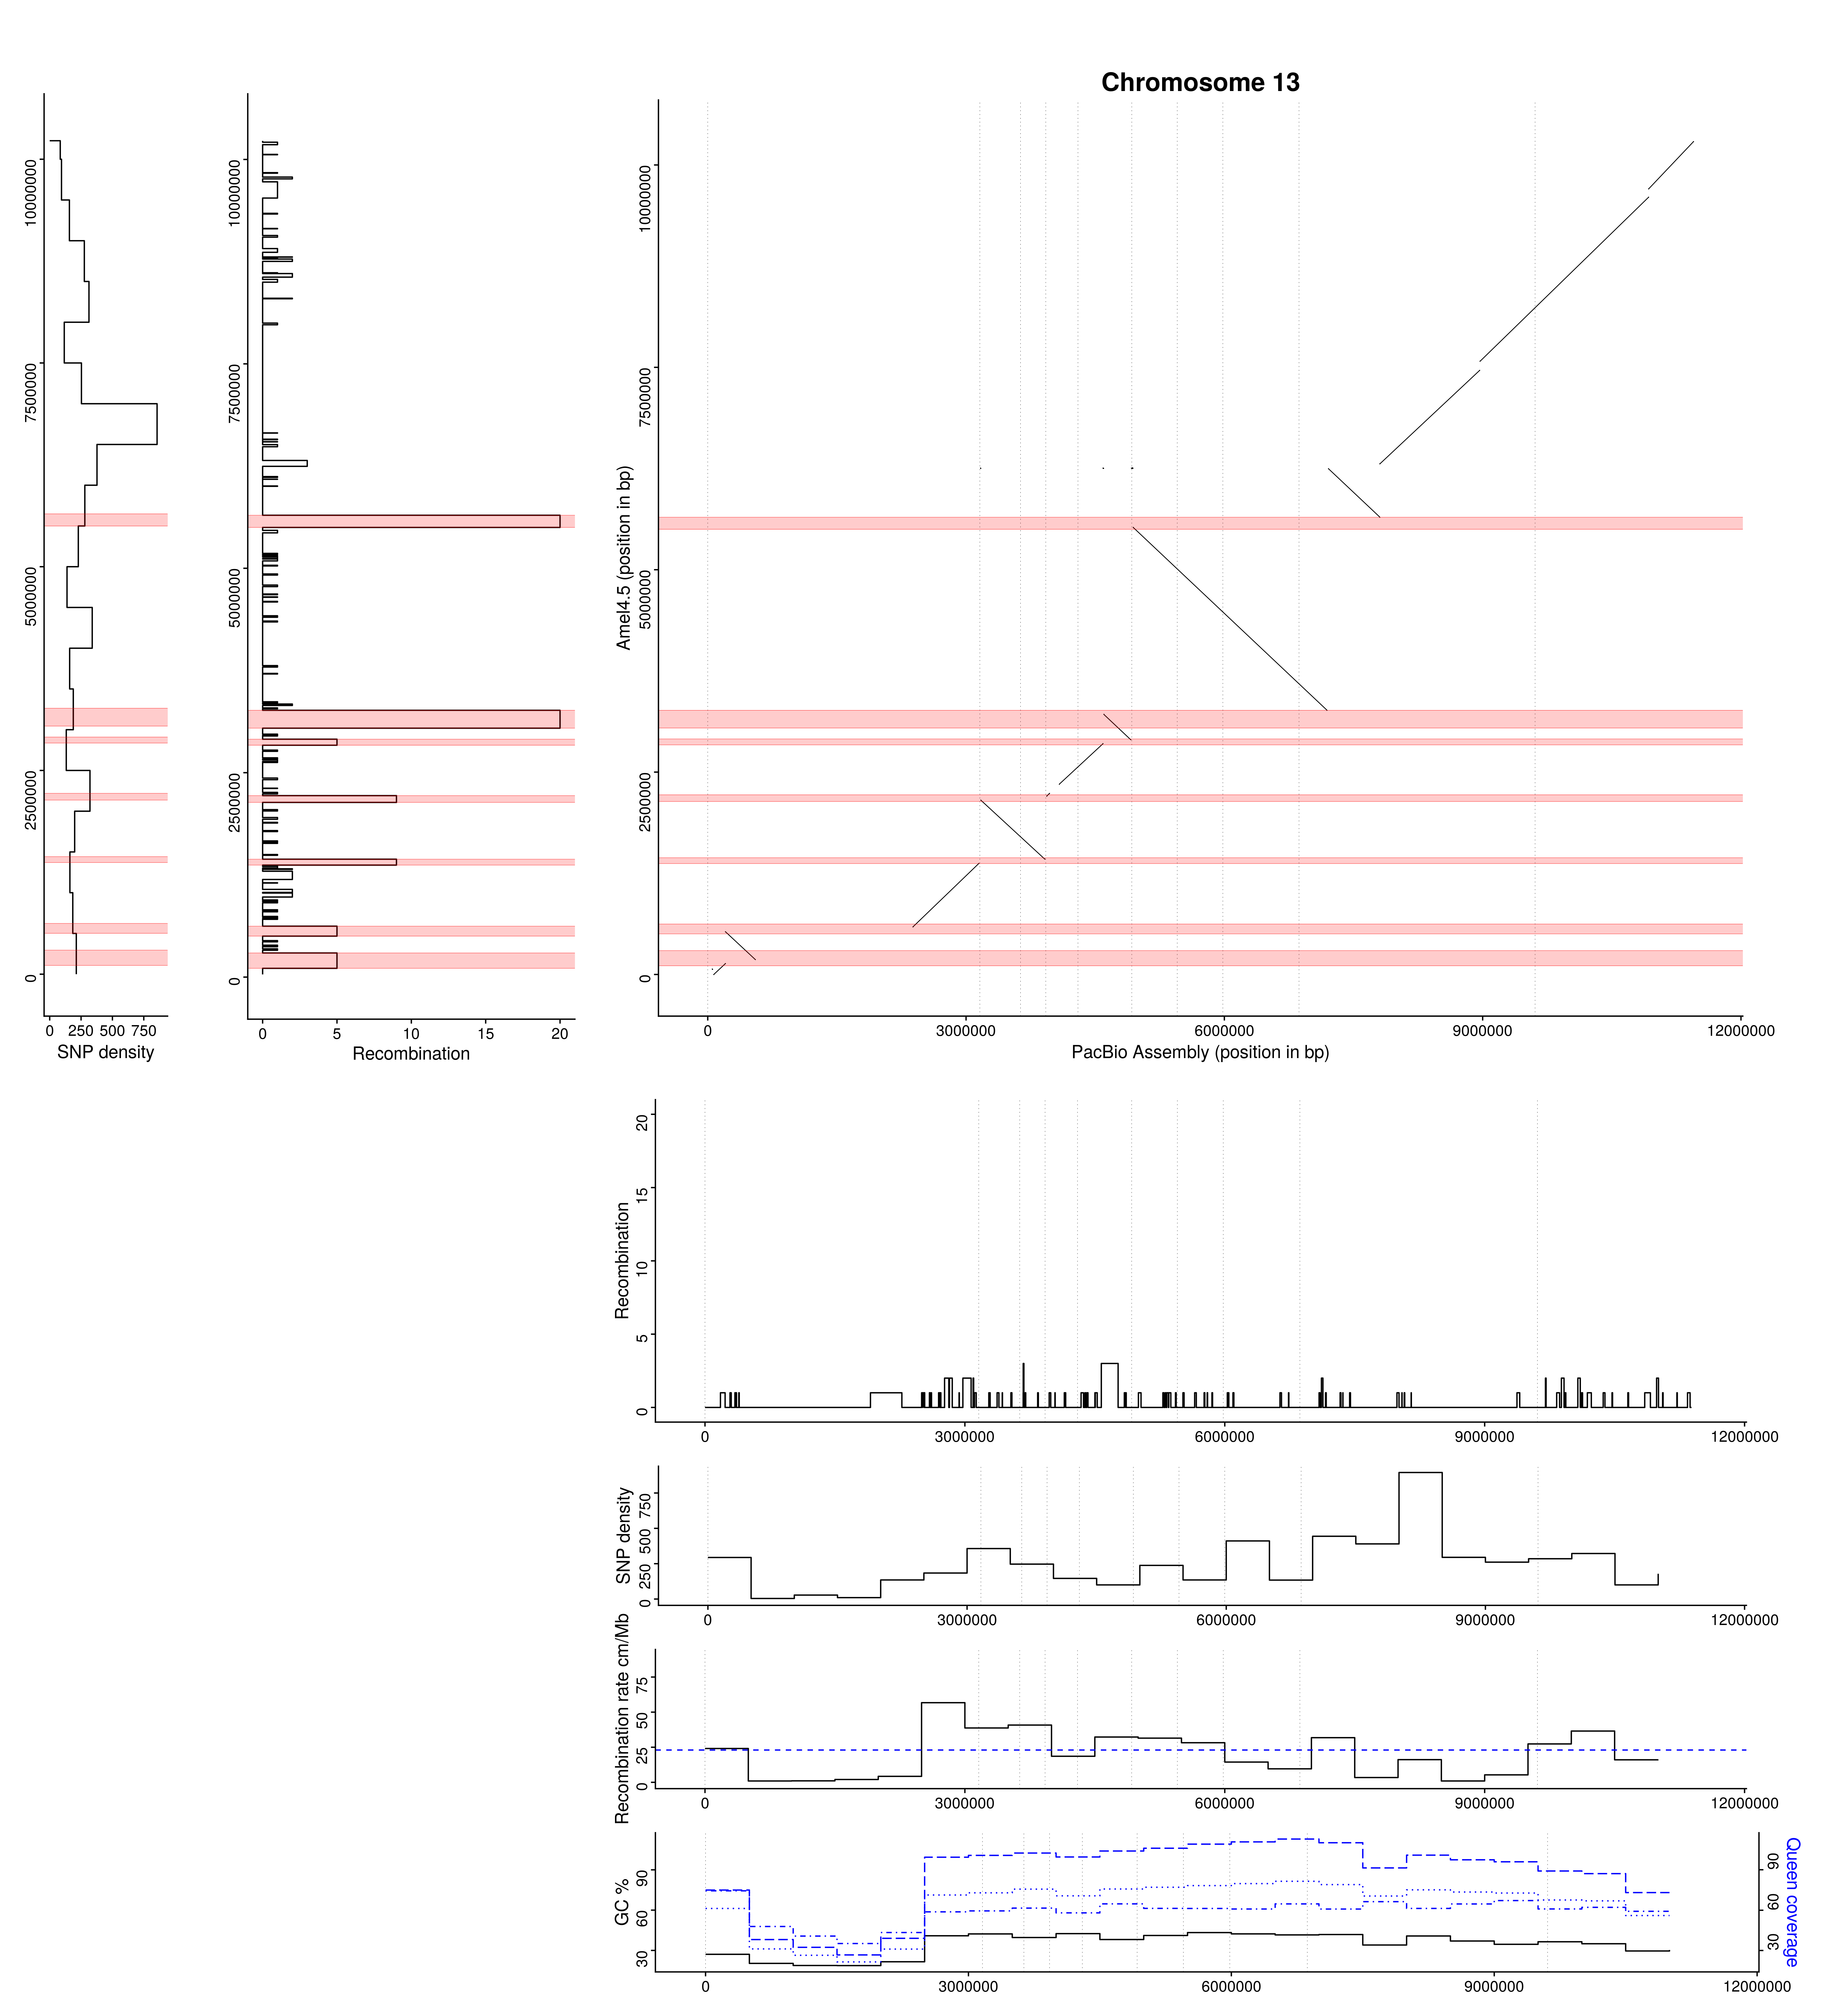 Chromosome 13
0 2500000 5000000 7500000 10000000
0 250 500 750
SNP density
0 2500000 5000000 7500000 10000000
0 5 10 15 20
Recombination
Amel4.5 (position in bp)
0 2500000 5000000 7500000 10000000
0 3000000 6000000 9000000 12000000
PacBio Assembly (position in bp)
Recombination
0 5 10 15 20
0 3000000 6000000 9000000 12000000
SNP density
0 250 500 750
0 3000000 6000000 9000000 12000000
Recombination rate cm/Mb
0 25 50 75
0 3000000 6000000 9000000 12000000
GC %
30 60 90
30 60 90
Queen coverage
0 3000000 6000000 9000000 12000000